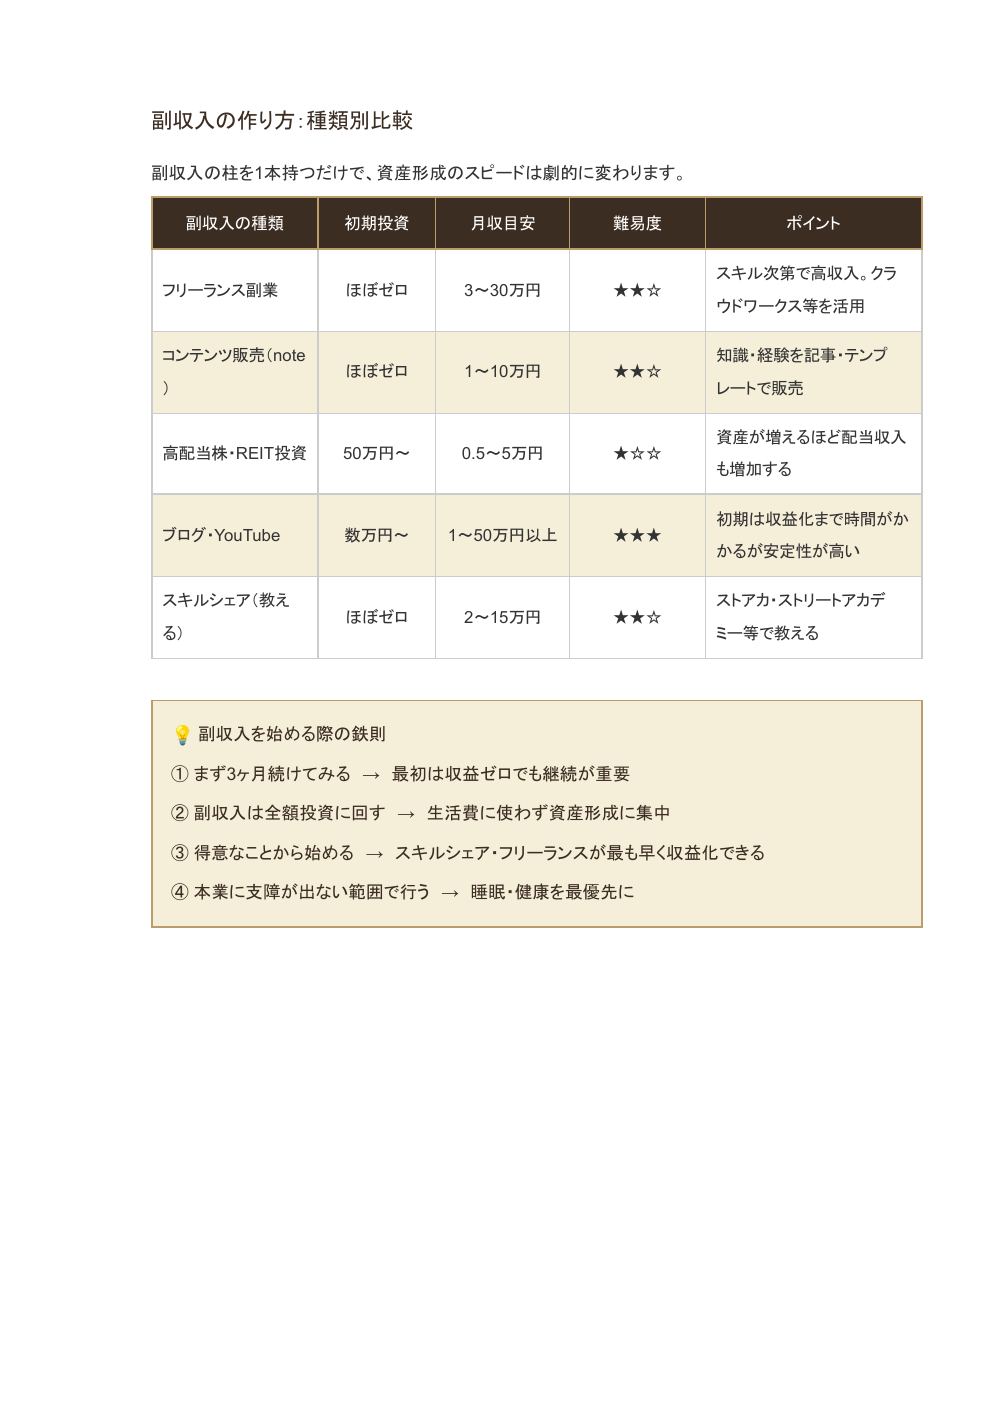 副収入の作り方：種類別比較
副収入の柱を1本持つだけで、資産形成のスピードは劇的に変わります。
副収入の種類 初期投資 月収目安 難易度 ポイント
フリーランス副業 ほぼゼロ 3〜30万円 ★★☆ スキル次第で高収入。クラ
ウドワークス等を活用
コンテンツ販売（note
） ほぼゼロ 1〜10万円 ★★☆ 知識・経験を記事・テンプ
レートで販売
高配当株・REIT投資 50万円〜 0.5〜5万円 ★☆☆ 資産が増えるほど配当収入
も増加する
ブログ・YouTube 数万円〜 1〜50万円以上 ★★★ 初期は収益化まで時間がか
かるが安定性が高い
スキルシェア（教え
る） ほぼゼロ 2〜15万円 ★★☆ ストアカ・ストリートアカデ
ミー等で教える
💡 副収入を始める際の鉄則
① まず3ヶ月続けてみる → 最初は収益ゼロでも継続が重要
② 副収入は全額投資に回す → 生活費に使わず資産形成に集中
③ 得意なことから始める → スキルシェア・フリーランスが最も早く収益化できる
④ 本業に支障が出ない範囲で行う → 睡眠・健康を最優先に